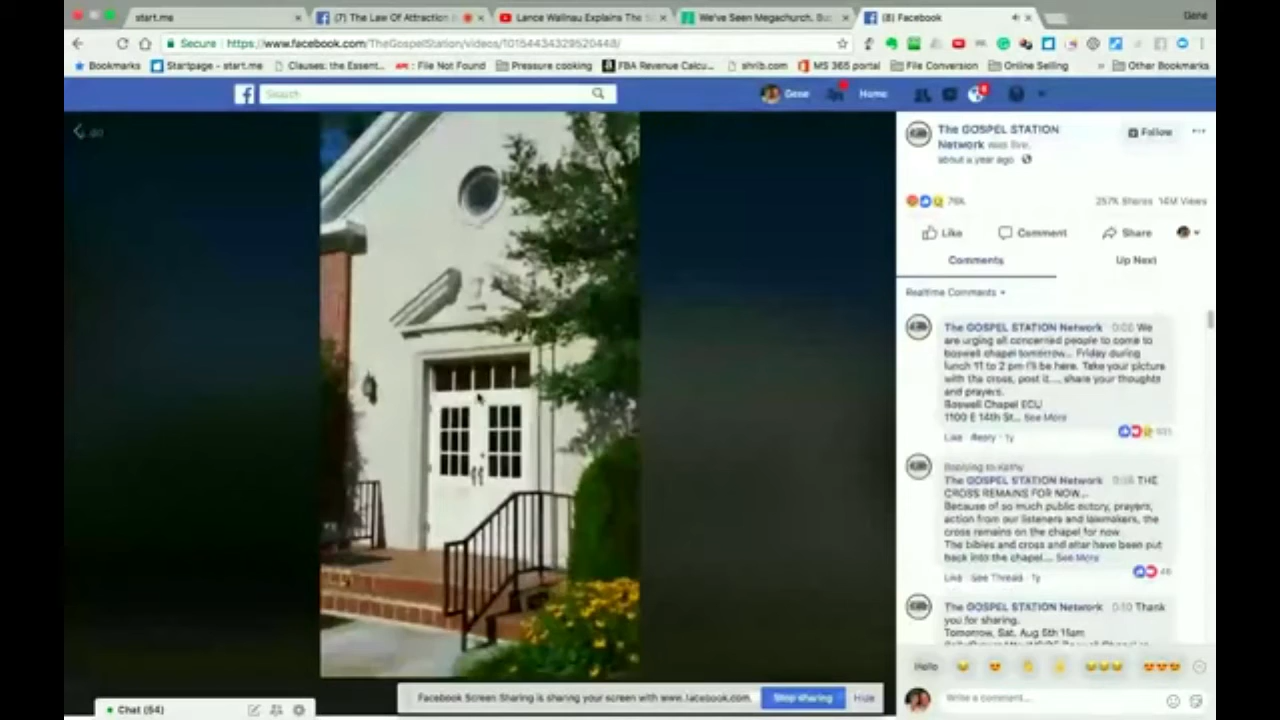 start.me
(7) The Law Of Attraction
Lance Wallnau Explains The S
We've Seen Megachurch, Bu
(8) Facebook
Gene
Secure
https://www.facebook.com/TheGospelStation/videos/10154434329520448/
Bookmarks
Startpage - start.me
Clauses: the Essent...
: File Not Found
Pressure cooking
FBA Revenue Calcu...
shrib.com
MS 365 portal
File Conversion
Online Selling
Other Bookmarks
Search
Gene
Home
The GOSPEL STATION
Network was live.
about a year ago
Follow
76K
257K Shares 14M Views
Like
Comment
Share
Comments
Up Next
Realtime Comments
The GOSPEL STATION Network We
are urging all concerned people to come to
boswell chapel tomorrow... Friday during
lunch 11 to 2 pm I'll be here. Take your picture
with tha cross, post it...., share your thoughts
and prayers.
Boswell Chapel ECU
1100 E 14th St... See More
Like Reply 1y
Replying to Kathy
The GOSPEL STATION Network THE
CROSS REMAINS FOR NOW...
Because of so much public outcry, prayers,
action from our listeners and lawmakers, the
cross remains on the chapel for now.
The bibles and cross and altar have been put
back into the chapel.... See More
Like See Thread 1y
46
The GOSPEL STATION Network 0:10 Thank
you for sharing.
Tomorrow, Sat. Aug 5th 11am
Hello
Write a comment...
Facebook Screen Sharing is sharing your screen with www.facebook.com.
Stop sharing
Hide
Chat (54)